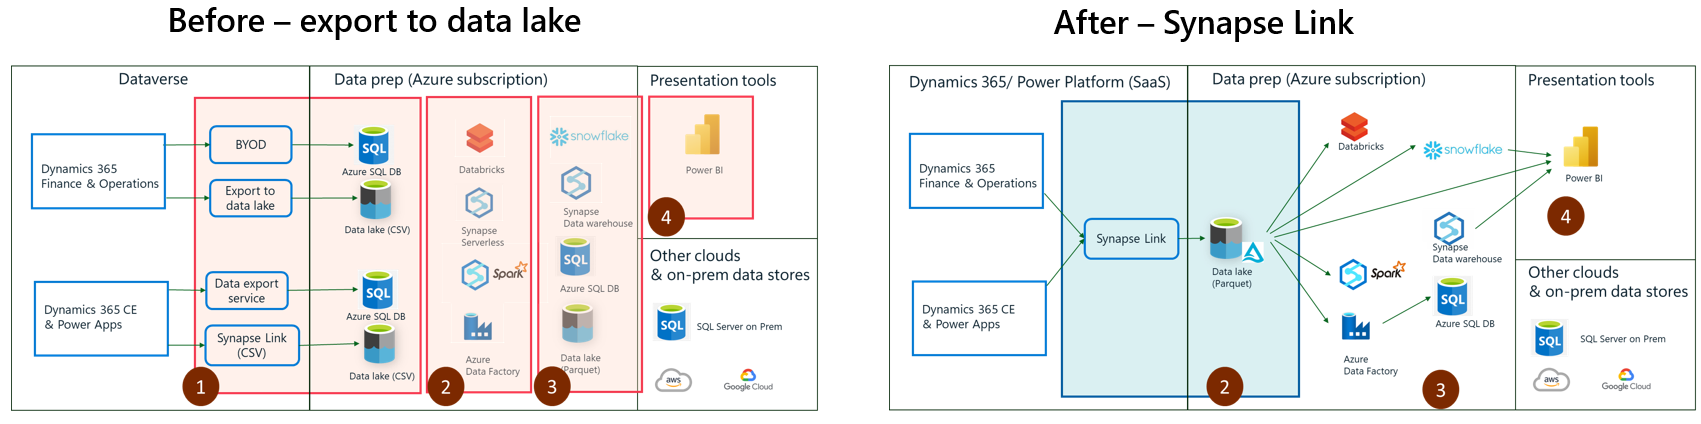 Before – export to data lake
Dataverse
Data prep (Azure subscription)
Presentation tools
Dynamics 365
Finance & Operations
BYOD
Export to
data lake
SQL
Azure SQL DB
Data lake (CSV)
Dynamics 365 CE
& Power Apps
Data export
service
Synapse Link
(CSV)
SQL
Azure SQL DB
Data lake (CSV)
1
Databricks
Synapse
Serverless
Spark
Azure
Data Factory
2
snowflake
Synapse
Data warehouse
SQL
Azure SQL DB
Data lake
(Parquet)
3
Power BI
4
Other clouds
& on-prem data stores
SQL
SQL Server on Prem
aws
Google Cloud
After – Synapse Link
Dynamics 365/ Power Platform (SaaS)
Data prep (Azure subscription)
Presentation tools
Dynamics 365
Finance & Operations
Dynamics 365 CE
& Power Apps
Synapse Link
Data lake
(Parquet)
2
Databricks
snowflake
Synapse
Data warehouse
Spark
SQL
Azure SQL DB
Azure
Data Factory
3
Power BI
4
Other clouds
& on-prem data stores
SQL
SQL Server on Prem
aws
Google Cloud